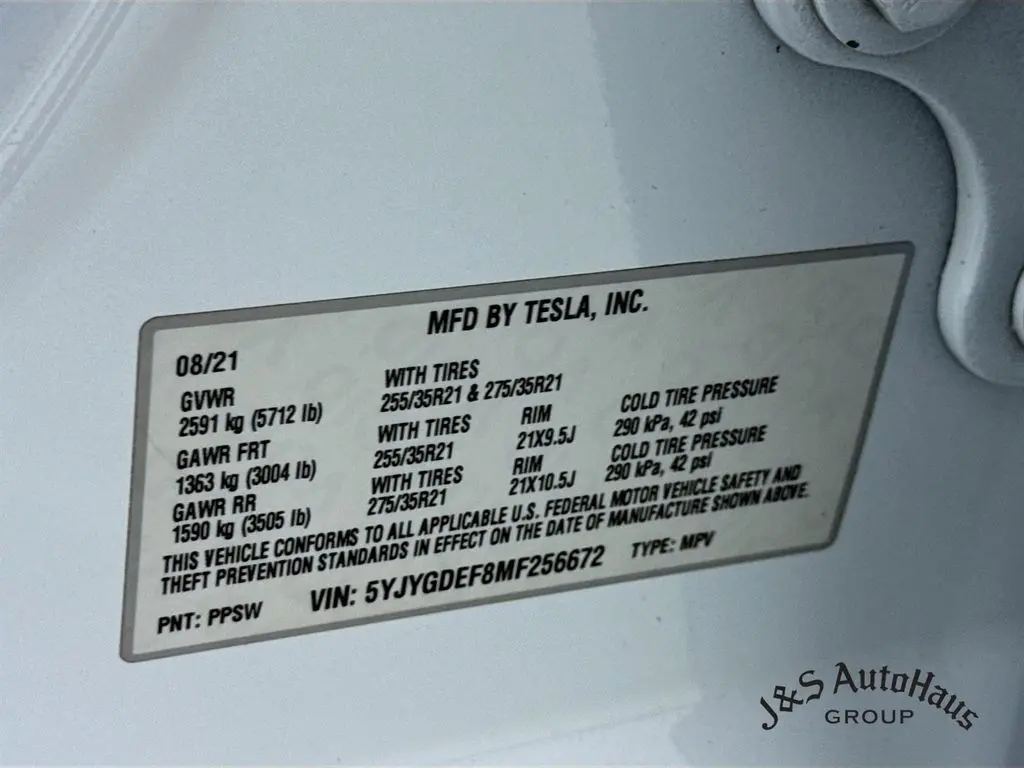 MFD BY TESLA, INC.
08/21
GVWR WITH TIRES
2591 kg (5712 lb) 255/35R21 & 275/35R21
GAWR FRT WITH TIRES RIM COLD TIRE PRESSURE
1363 kg (3004 lb) 255/35R21 21X9.5J 290 kPa, 42 psi
GAWR RR WITH TIRES RIM COLD TIRE PRESSURE
1590 kg (3505 lb) 275/35R21 21X10.5J 290 kPa, 42 psi
THIS VEHICLE CONFORMS TO ALL APPLICABLE U.S. FEDERAL MOTOR VEHICLE SAFETY AND
THEFT PREVENTION STANDARDS IN EFFECT ON THE DATE OF MANUFACTURE SHOWN ABOVE.
PNT: PPSW VIN: 5YJYGDEF8MF256672 TYPE: MPV
J&S AutoHaus
GROUP